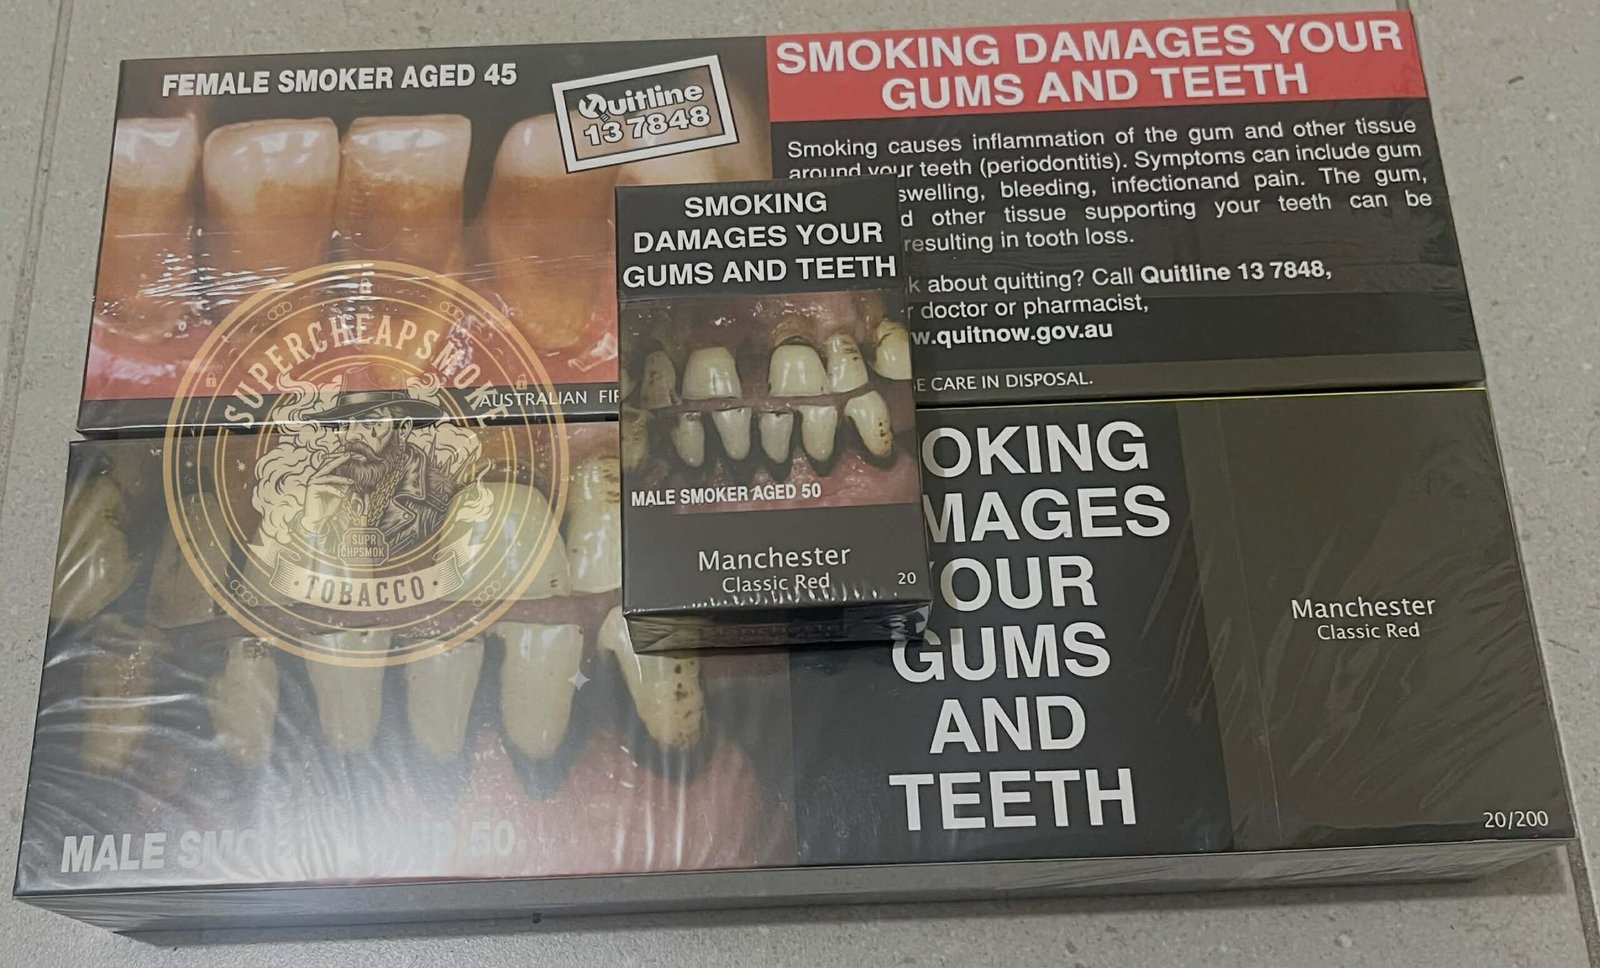 FEMALE SMOKER AGED 45
Quitline
13 7848
SMOKING DAMAGES YOUR
GUMS AND TEETH
Smoking causes inflammation of the gum and other tissue
around your teeth (periodontitis). Symptoms can include gum
swelling, bleeding, infectionand pain. The gum,
other tissue supporting your teeth can be
resulting in tooth loss.
about quitting? Call Quitline 13 7848,
doctor or pharmacist,
w.quitnow.gov.au
AUSTRALIAN
CARE IN DISPOSAL.
SMOKING
DAMAGES YOUR
GUMS AND TEETH
MALE SMOKER AGED 50
Manchester
Classic Red
20
SUPERCHEAPSMOKE
SUPR
CHPSMOK
TOBACCO
OKING
MAGES
YOUR
GUMS
AND
TEETH
Manchester
Classic Red
20/200
MALE SMO D 50